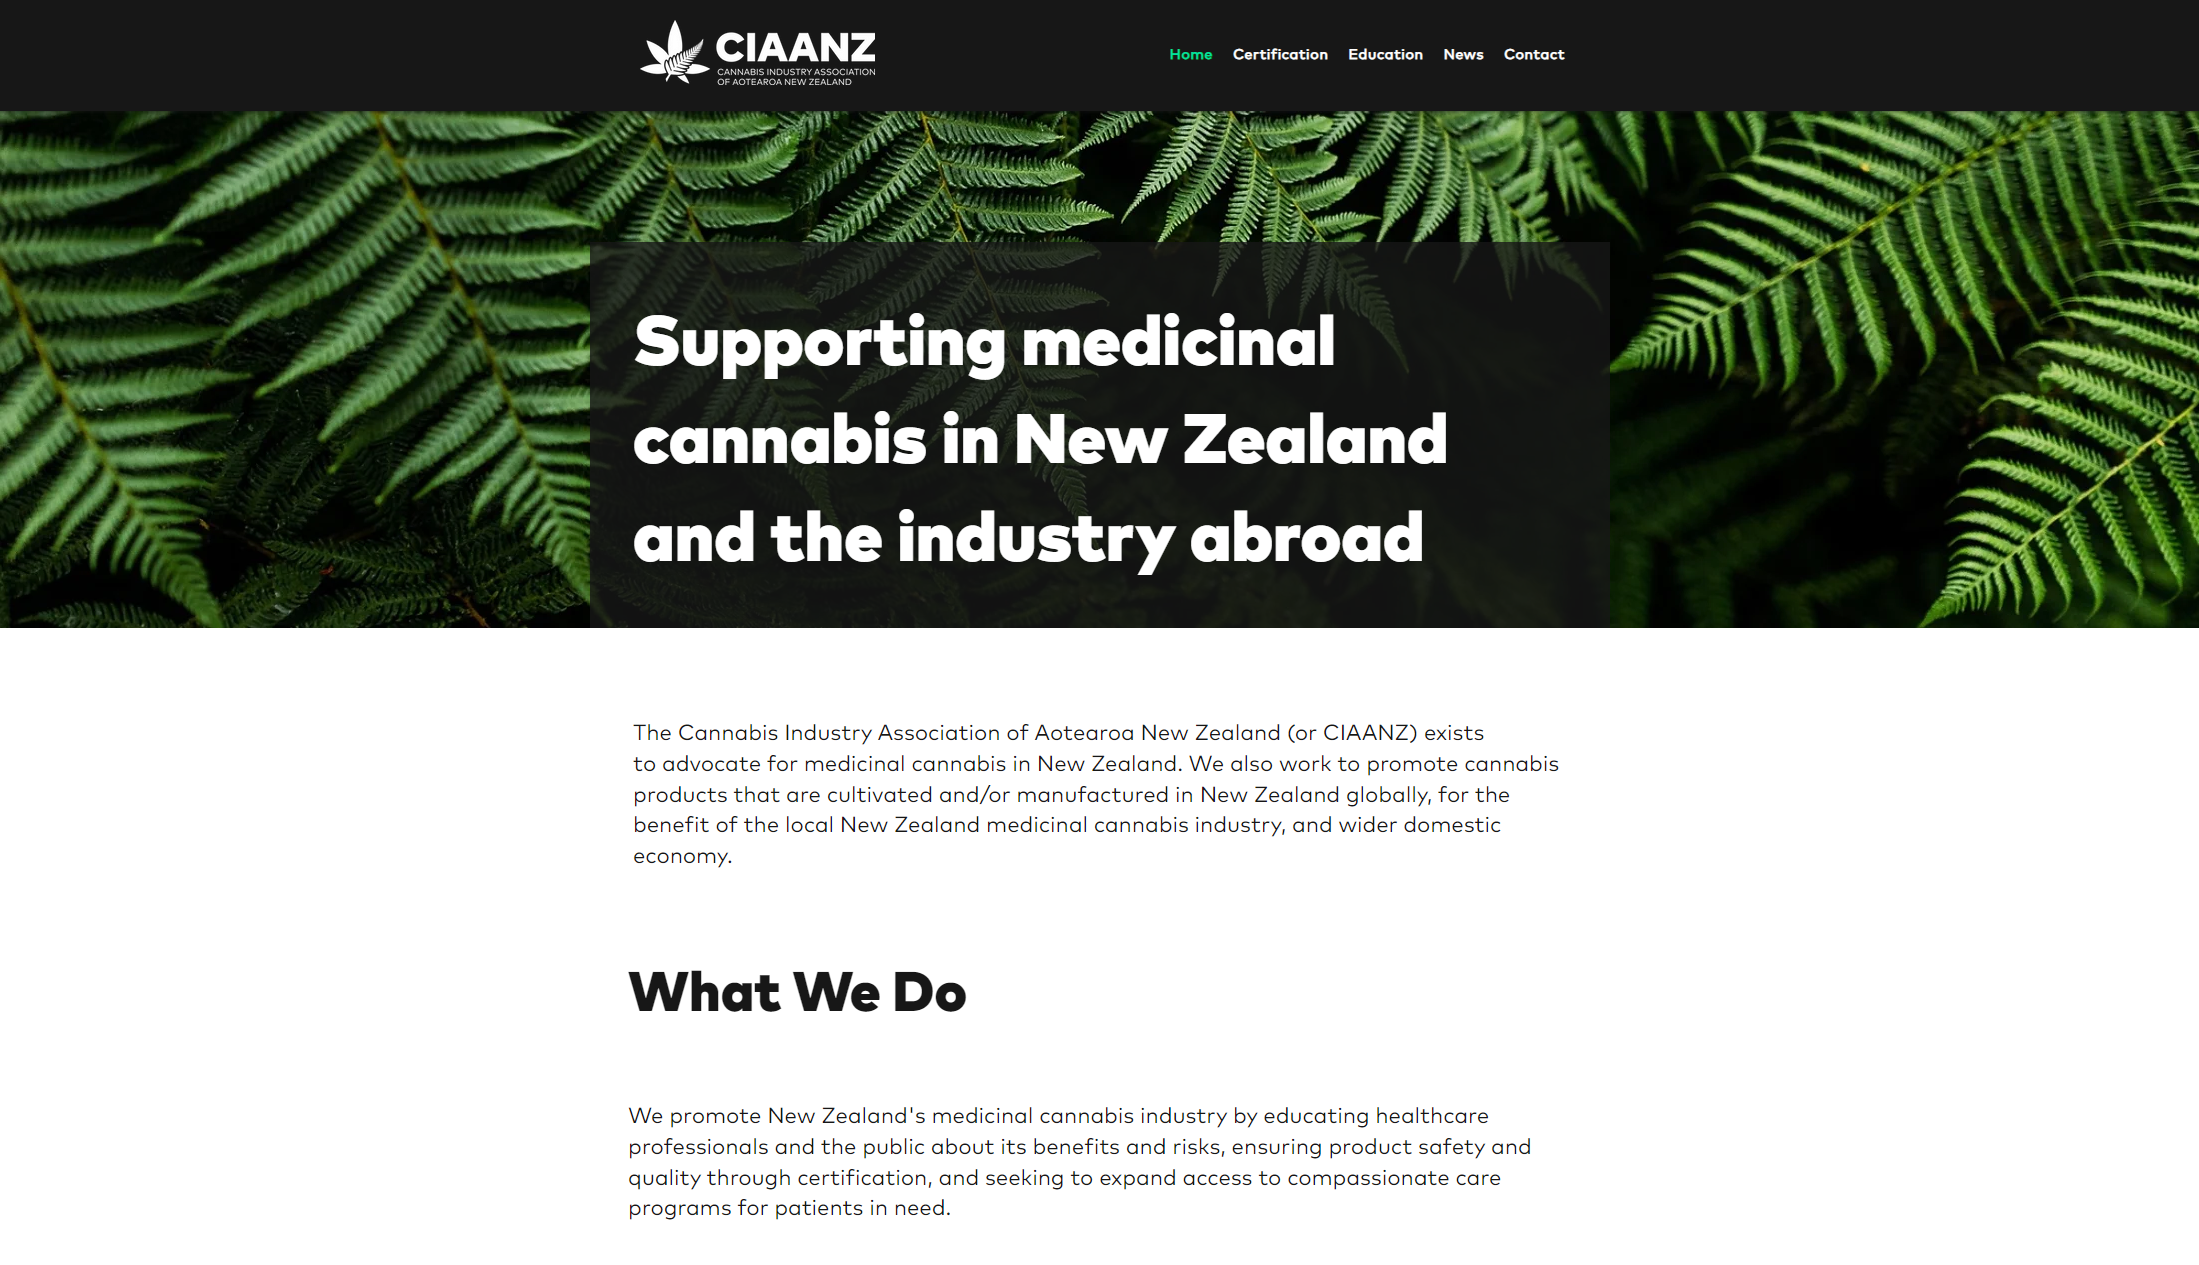 CIAANZ
CANNABIS INDUSTRY ASSOCIATION
OF AOTEAROA NEW ZEALAND
Home Certification Education News Contact
Supporting medicinal
cannabis in New Zealand
and the industry abroad
The Cannabis Industry Association of Aotearoa New Zealand (or CIAANZ) exists
to advocate for medicinal cannabis in New Zealand. We also work to promote cannabis
products that are cultivated and/or manufactured in New Zealand globally, for the
benefit of the local New Zealand medicinal cannabis industry, and wider domestic
economy.
What We Do
We promote New Zealand's medicinal cannabis industry by educating healthcare
professionals and the public about its benefits and risks, ensuring product safety and
quality through certification, and seeking to expand access to compassionate care
programs for patients in need.